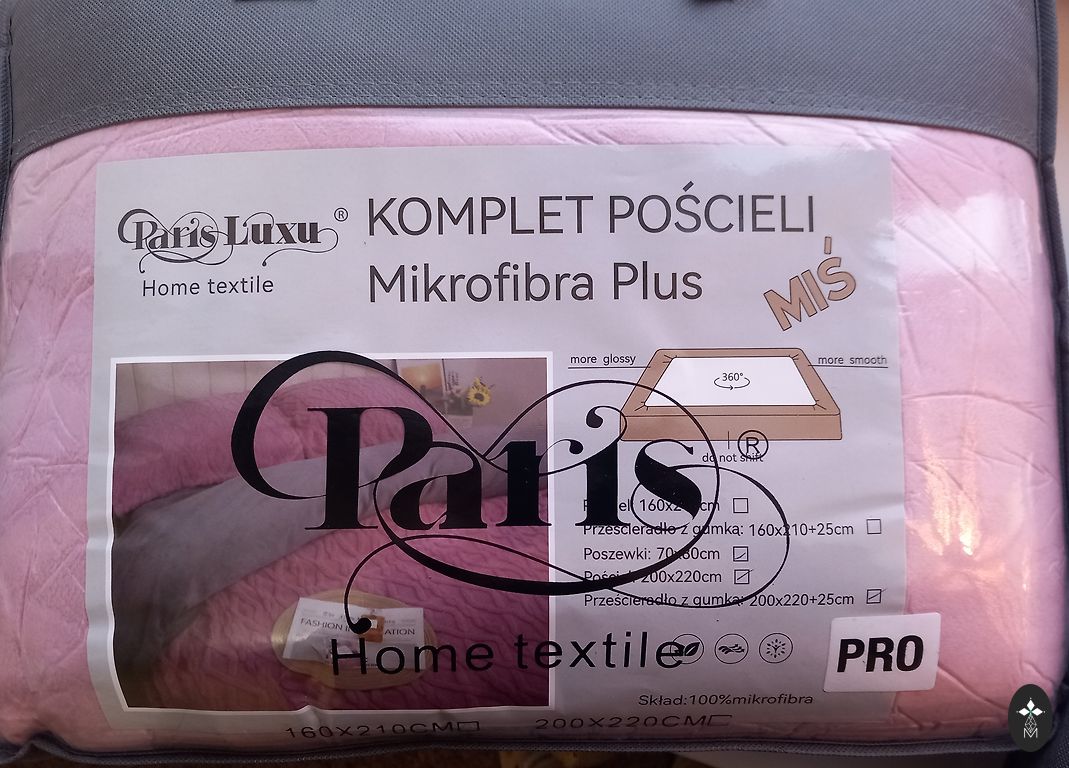 Paris Luxu®
Home textile
KOMPLET POŚCIELI
Mikrofibra Plus
MIŚ
more glossy
more smooth
360°
do not shift
Paris®
Home textile
Przescieradło z gumką: 160x210+25cm
Poszewki: 70x80cm
Pościel: 200x220cm
Przescieradło z gumką: 200x220+25cm
FASHION
PRO
Skład:100%mikrofibra
160X210CM
200X220CM
M